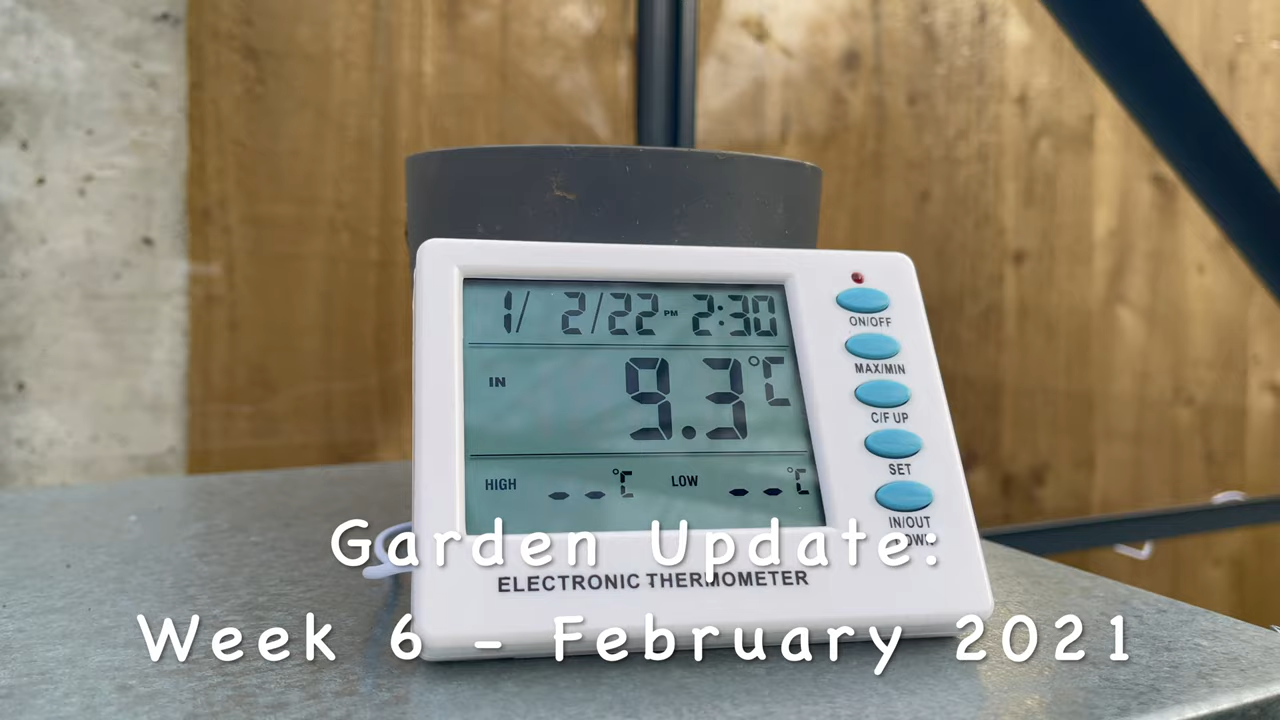 1/ 2/22 PM 2:30
IN 9.3°C
HIGH --°C LOW --°C
ON/OFF
MAX/MIN
C/F UP
SET
IN/OUT
DOWN
ELECTRONIC THERMOMETER
Garden Update:
Week 6 - February 2021